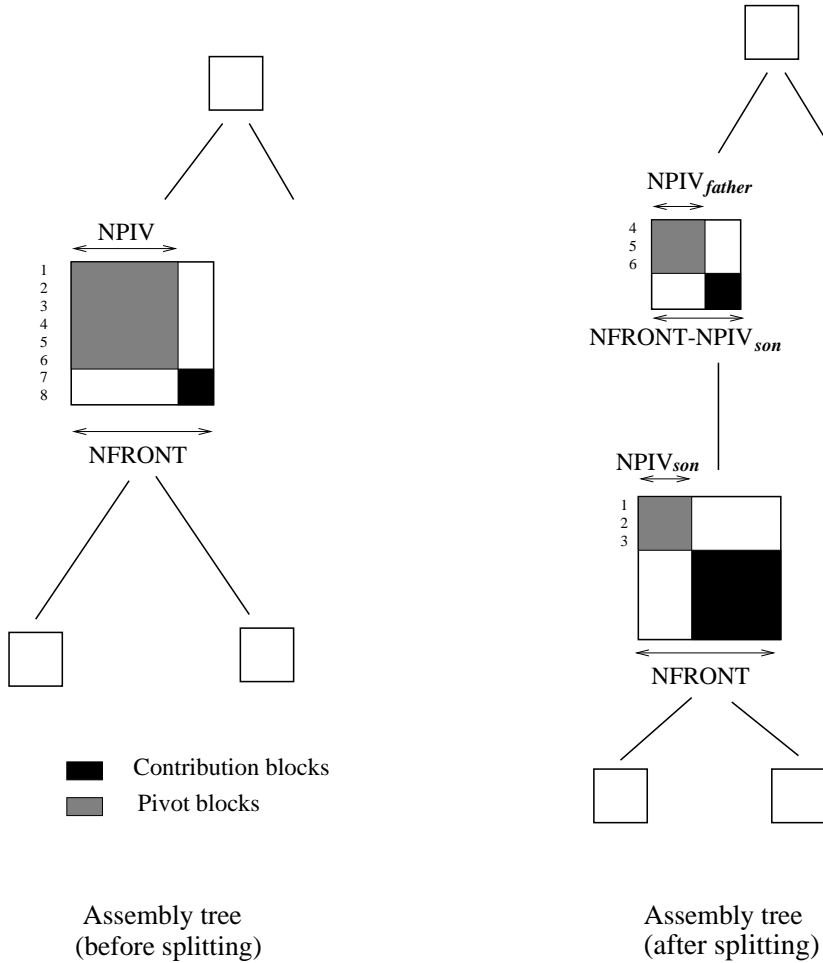 NPIV
1
2
3
4
5
6
7
8
NFRONT
Contribution blocks
Pivot blocks
Assembly tree
(before splitting)
NPIVfather
4
5
6
NFRONT-NPIVson
NPIVson
1
2
3
NFRONT
Assembly tree
(after splitting)